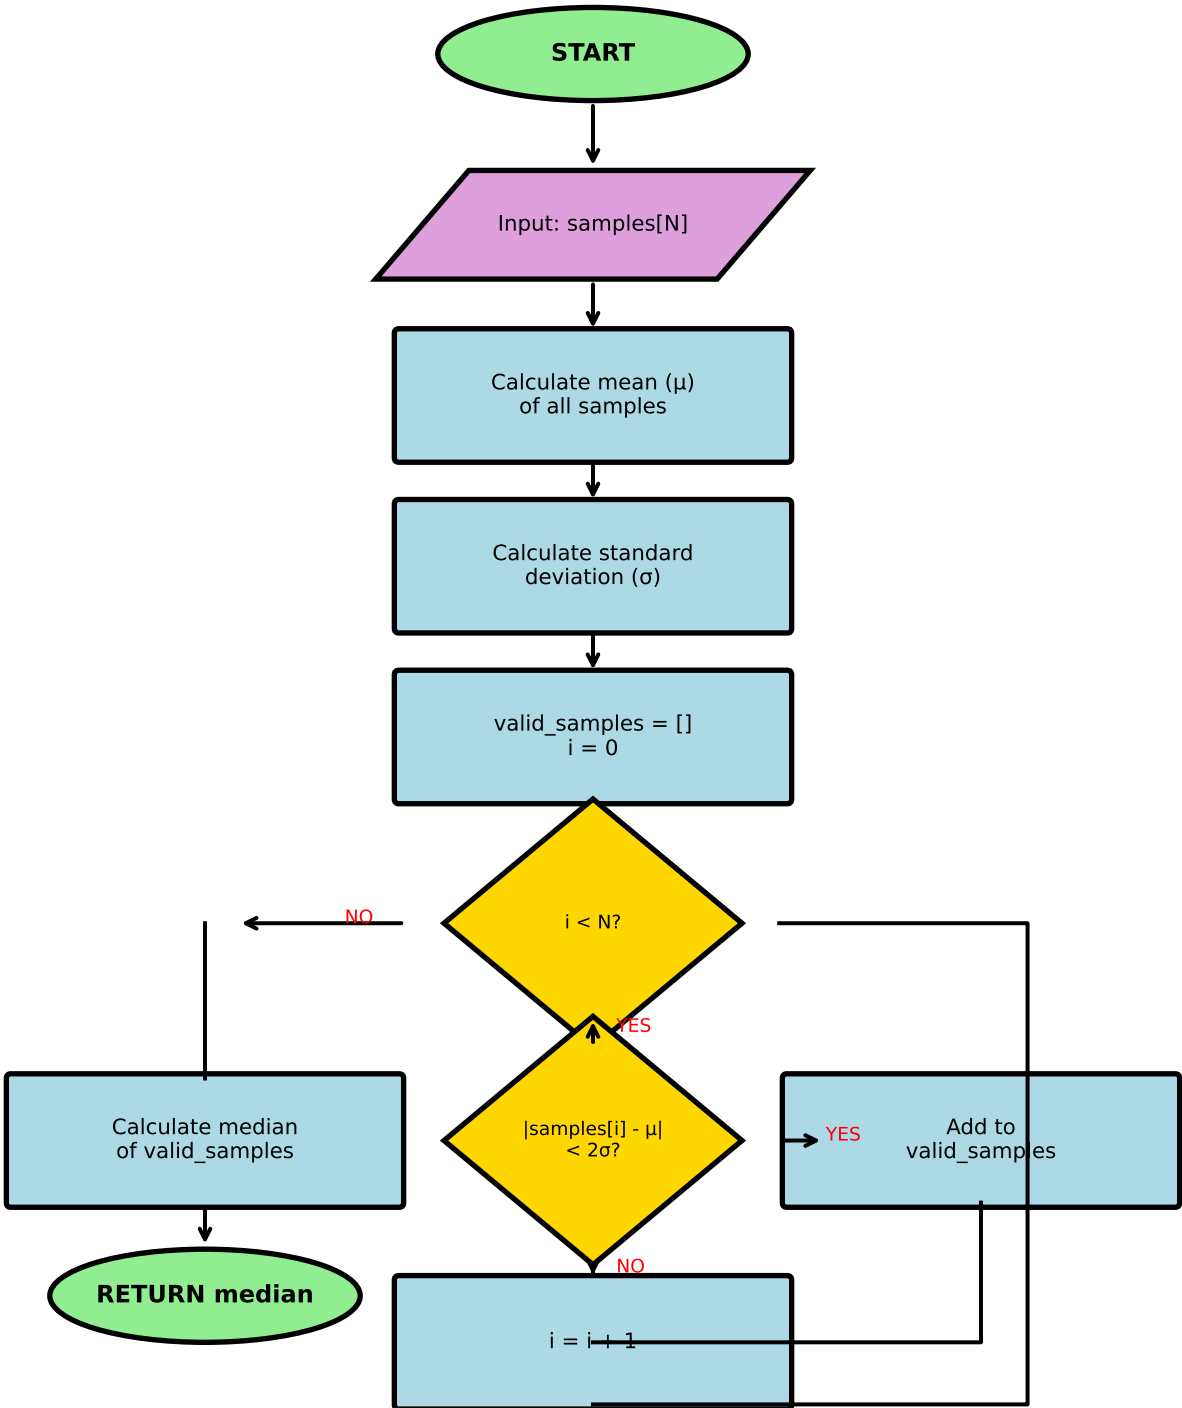 START
Input: samples[N]
Calculate mean (μ)
of all samples
Calculate standard
deviation (σ)
valid_samples = []
i = 0
NO
i < N?
YES
Calculate median
of valid_samples
|samples[i] - μ|
< 2σ?
YES
Add to
valid_samples
NO
RETURN median
i = i + 1